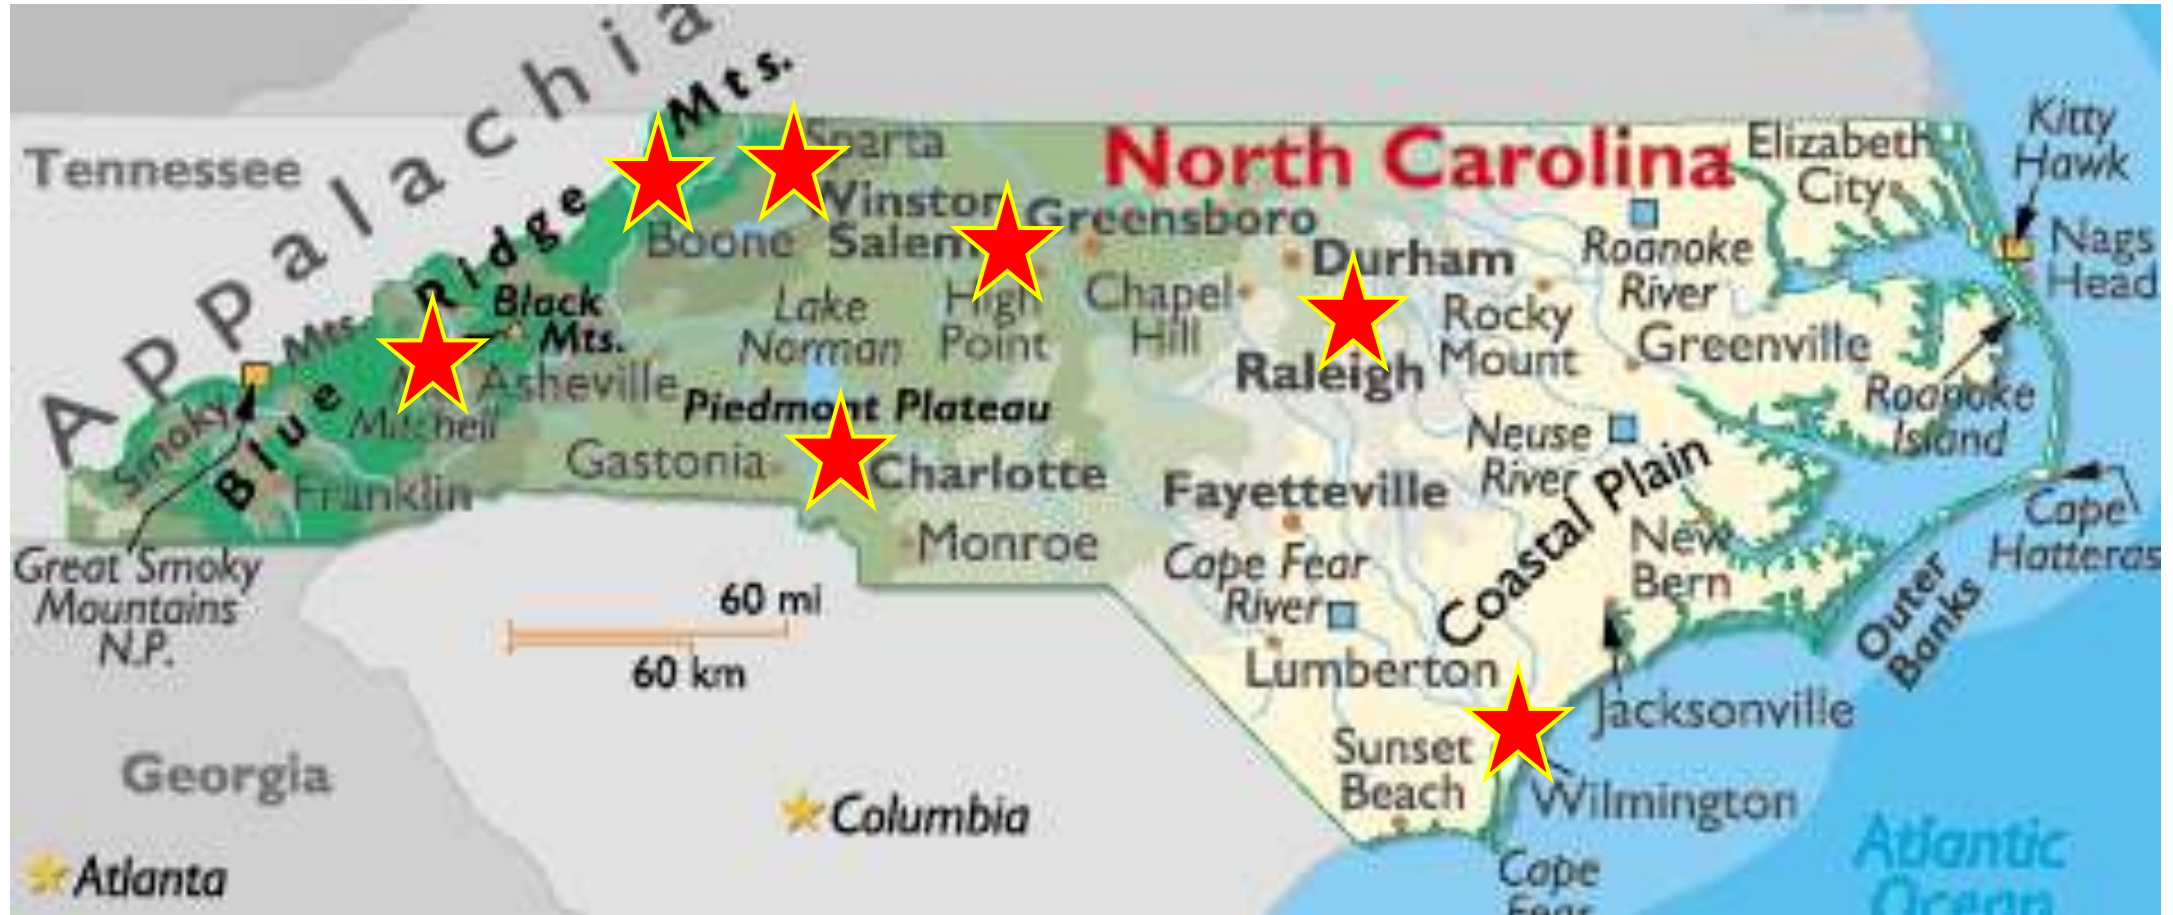 Appalachia
Tennessee
Blue Ridge Mts.
Sparta
North Carolina
Elizabeth
City
Kitty
Hawk
Winston
Salem
Greensboro
Boone
Durham
Roanoke
River
Nags
Head
Black
Mts.
Lake
Norman
High
Point
Chapel
Hill
Rocky
Mount
Greenville
Smoky Mts.
Mitchell
Asheville
Raleigh
Roanoke
Island
Piedmont Plateau
Neuse
River
Gastonia
Charlotte
Franklin
Fayetteville
Coastal Plain
Cape
Hatteras
Monroe
New
Bern
Great Smoky
Mountains
N.P.
Cape Fear
River
Outer
Banks
60 mi
60 km
Lumberton
Jacksonville
Georgia
Sunset
Beach
Wilmington
Columbia
Atlanta
Cape
Fear
Atlantic
Ocean